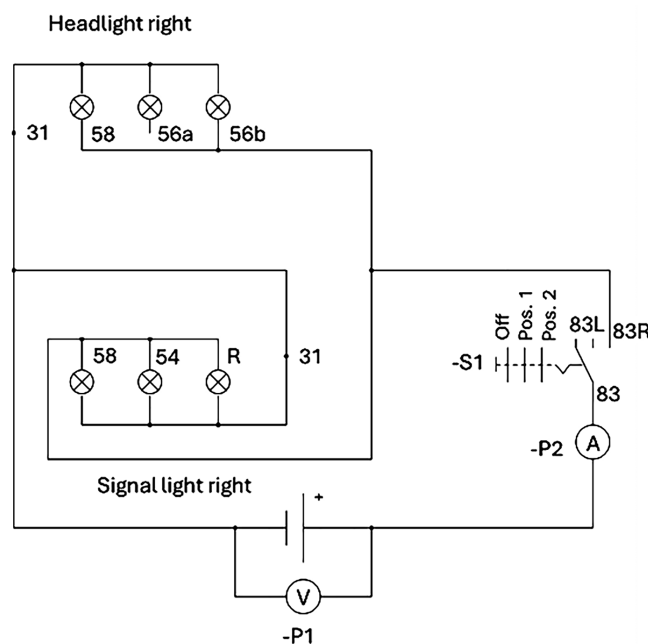 Headlight right
31
58
56a
56b
Off
Pos. 1
Pos. 2
83L
83R
-S1
83
58
54
R
31
A
-P2
Signal light right
+
V
-P1